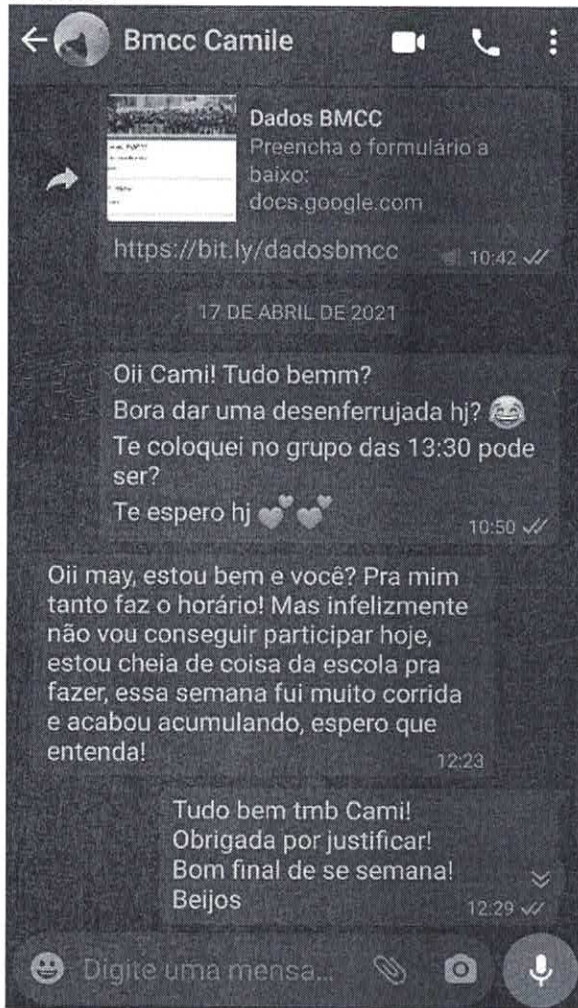 Bmcc Camile
Dados BMCC
Preencha o formulário a
baixo:
docs.google.com
https://bit.ly/dadosbmcc
10:42
17 DE ABRIL DE 2021
Oii Cami! Tudo bemm?
Bora dar uma desenferrujada hj? 😂
Te coloquei no grupo das 13:30 pode
ser?
Te espero hj 💕💕
10:50
Oii may, estou bem e você? Pra mim
tanto faz o horário! Mas infelizmente
não vou conseguir participar hoje,
estou cheia de coisa da escola pra
fazer, essa semana fui muito corrida
e acabou acumulando, espero que
entenda!
12:23
Tudo bem tmb Cami!
Obrigada por justificar!
Bom final de se semana!
Beijos
12:29
Digite uma mensa...